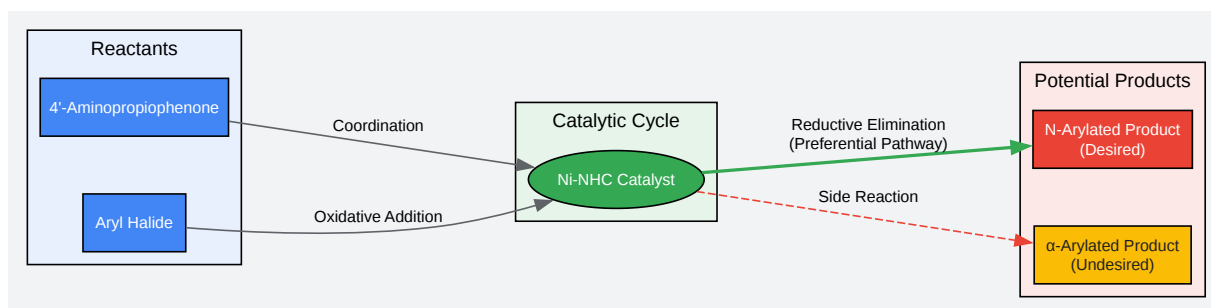 Reactants
4'-Aminopropiophenone
Aryl Halide
Coordination
Oxidative Addition
Catalytic Cycle
Ni-NHC Catalyst
Reductive Elimination
(Preferential Pathway)
Side Reaction
Potential Products
N-Arylated Product
(Desired)
α-Arylated Product
(Undesired)